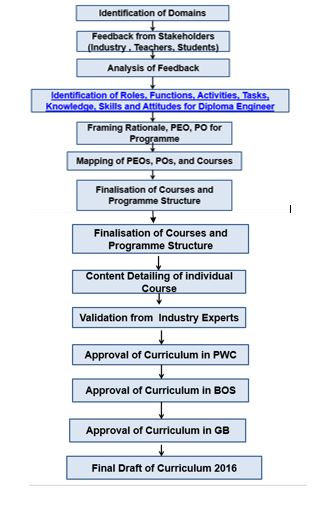 Identification of Domains
Feedback from Stakeholders
(Industry , Teachers, Students)
Analysis of Feedback
Identification of Roles, Functions, Activities, Tasks,
Knowledge, Skills and Attitudes for Diploma Engineer
Framing Rationale, PEO, PO for
Programme
Mapping of PEOs, POs, and Courses
Finalisation of Courses and
Programme Structure
Finalisation of Courses and
Programme Structure
Content Detailing of individual
Course
Validation from Industry Experts
Approval of Curriculum in PWC
Approval of Curriculum in BOS
Approval of Curriculum in GB
Final Draft of Curriculum 2016